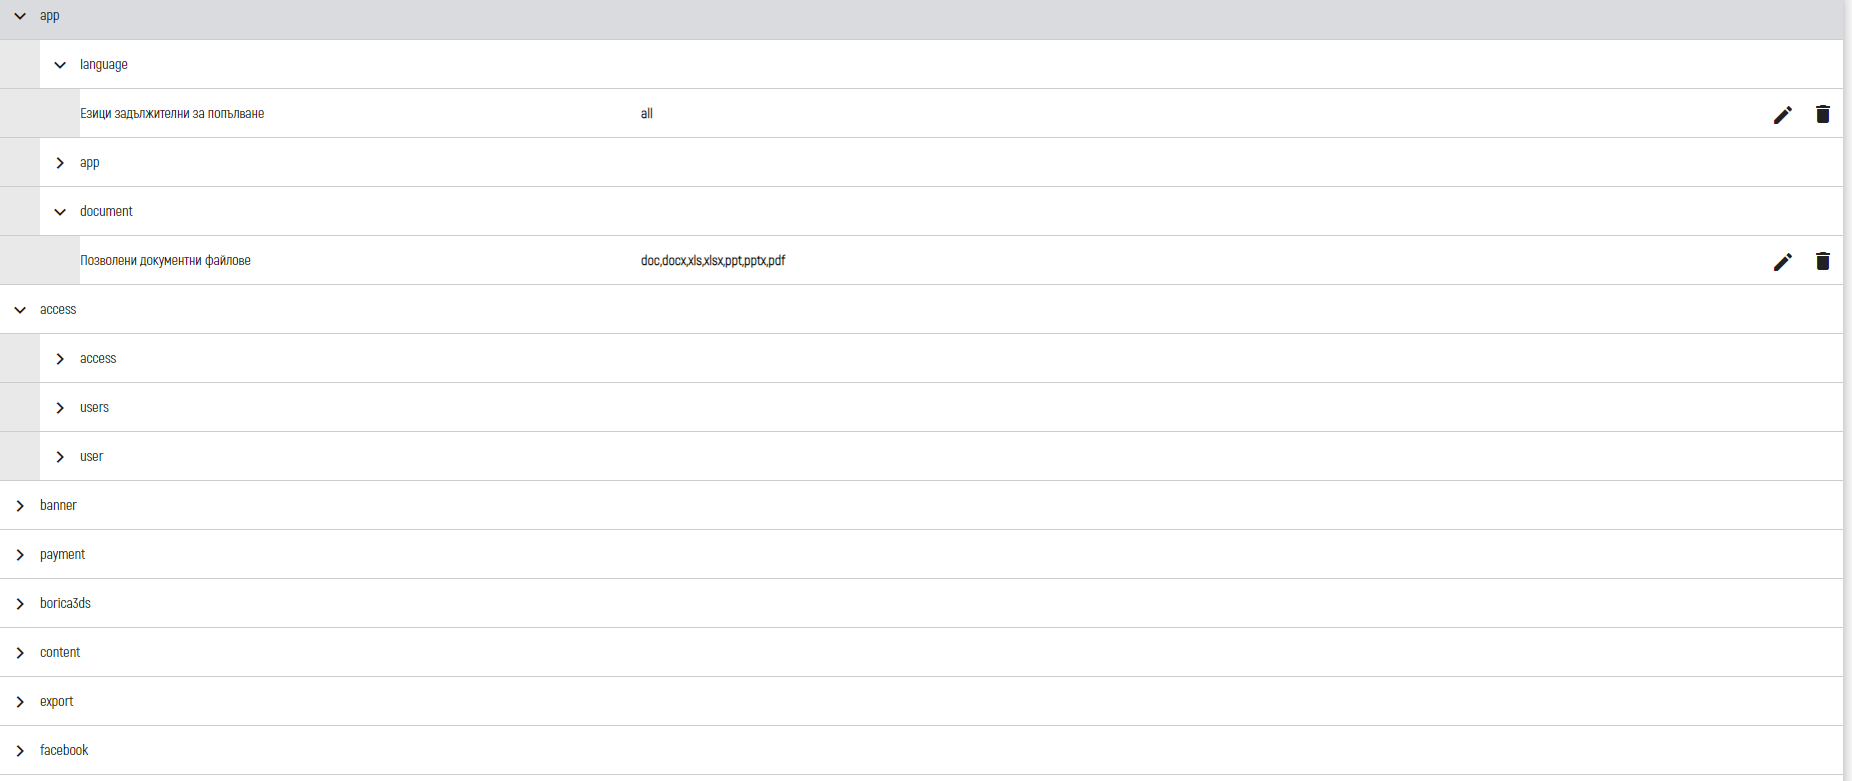 app
language
Езици задължителни за попълване all
app
document
Позволени документни файлове doc,docx,xls,xlsx,ppt,pptx,pdf
access
access
users
user
banner
payment
borica3ds
content
export
facebook